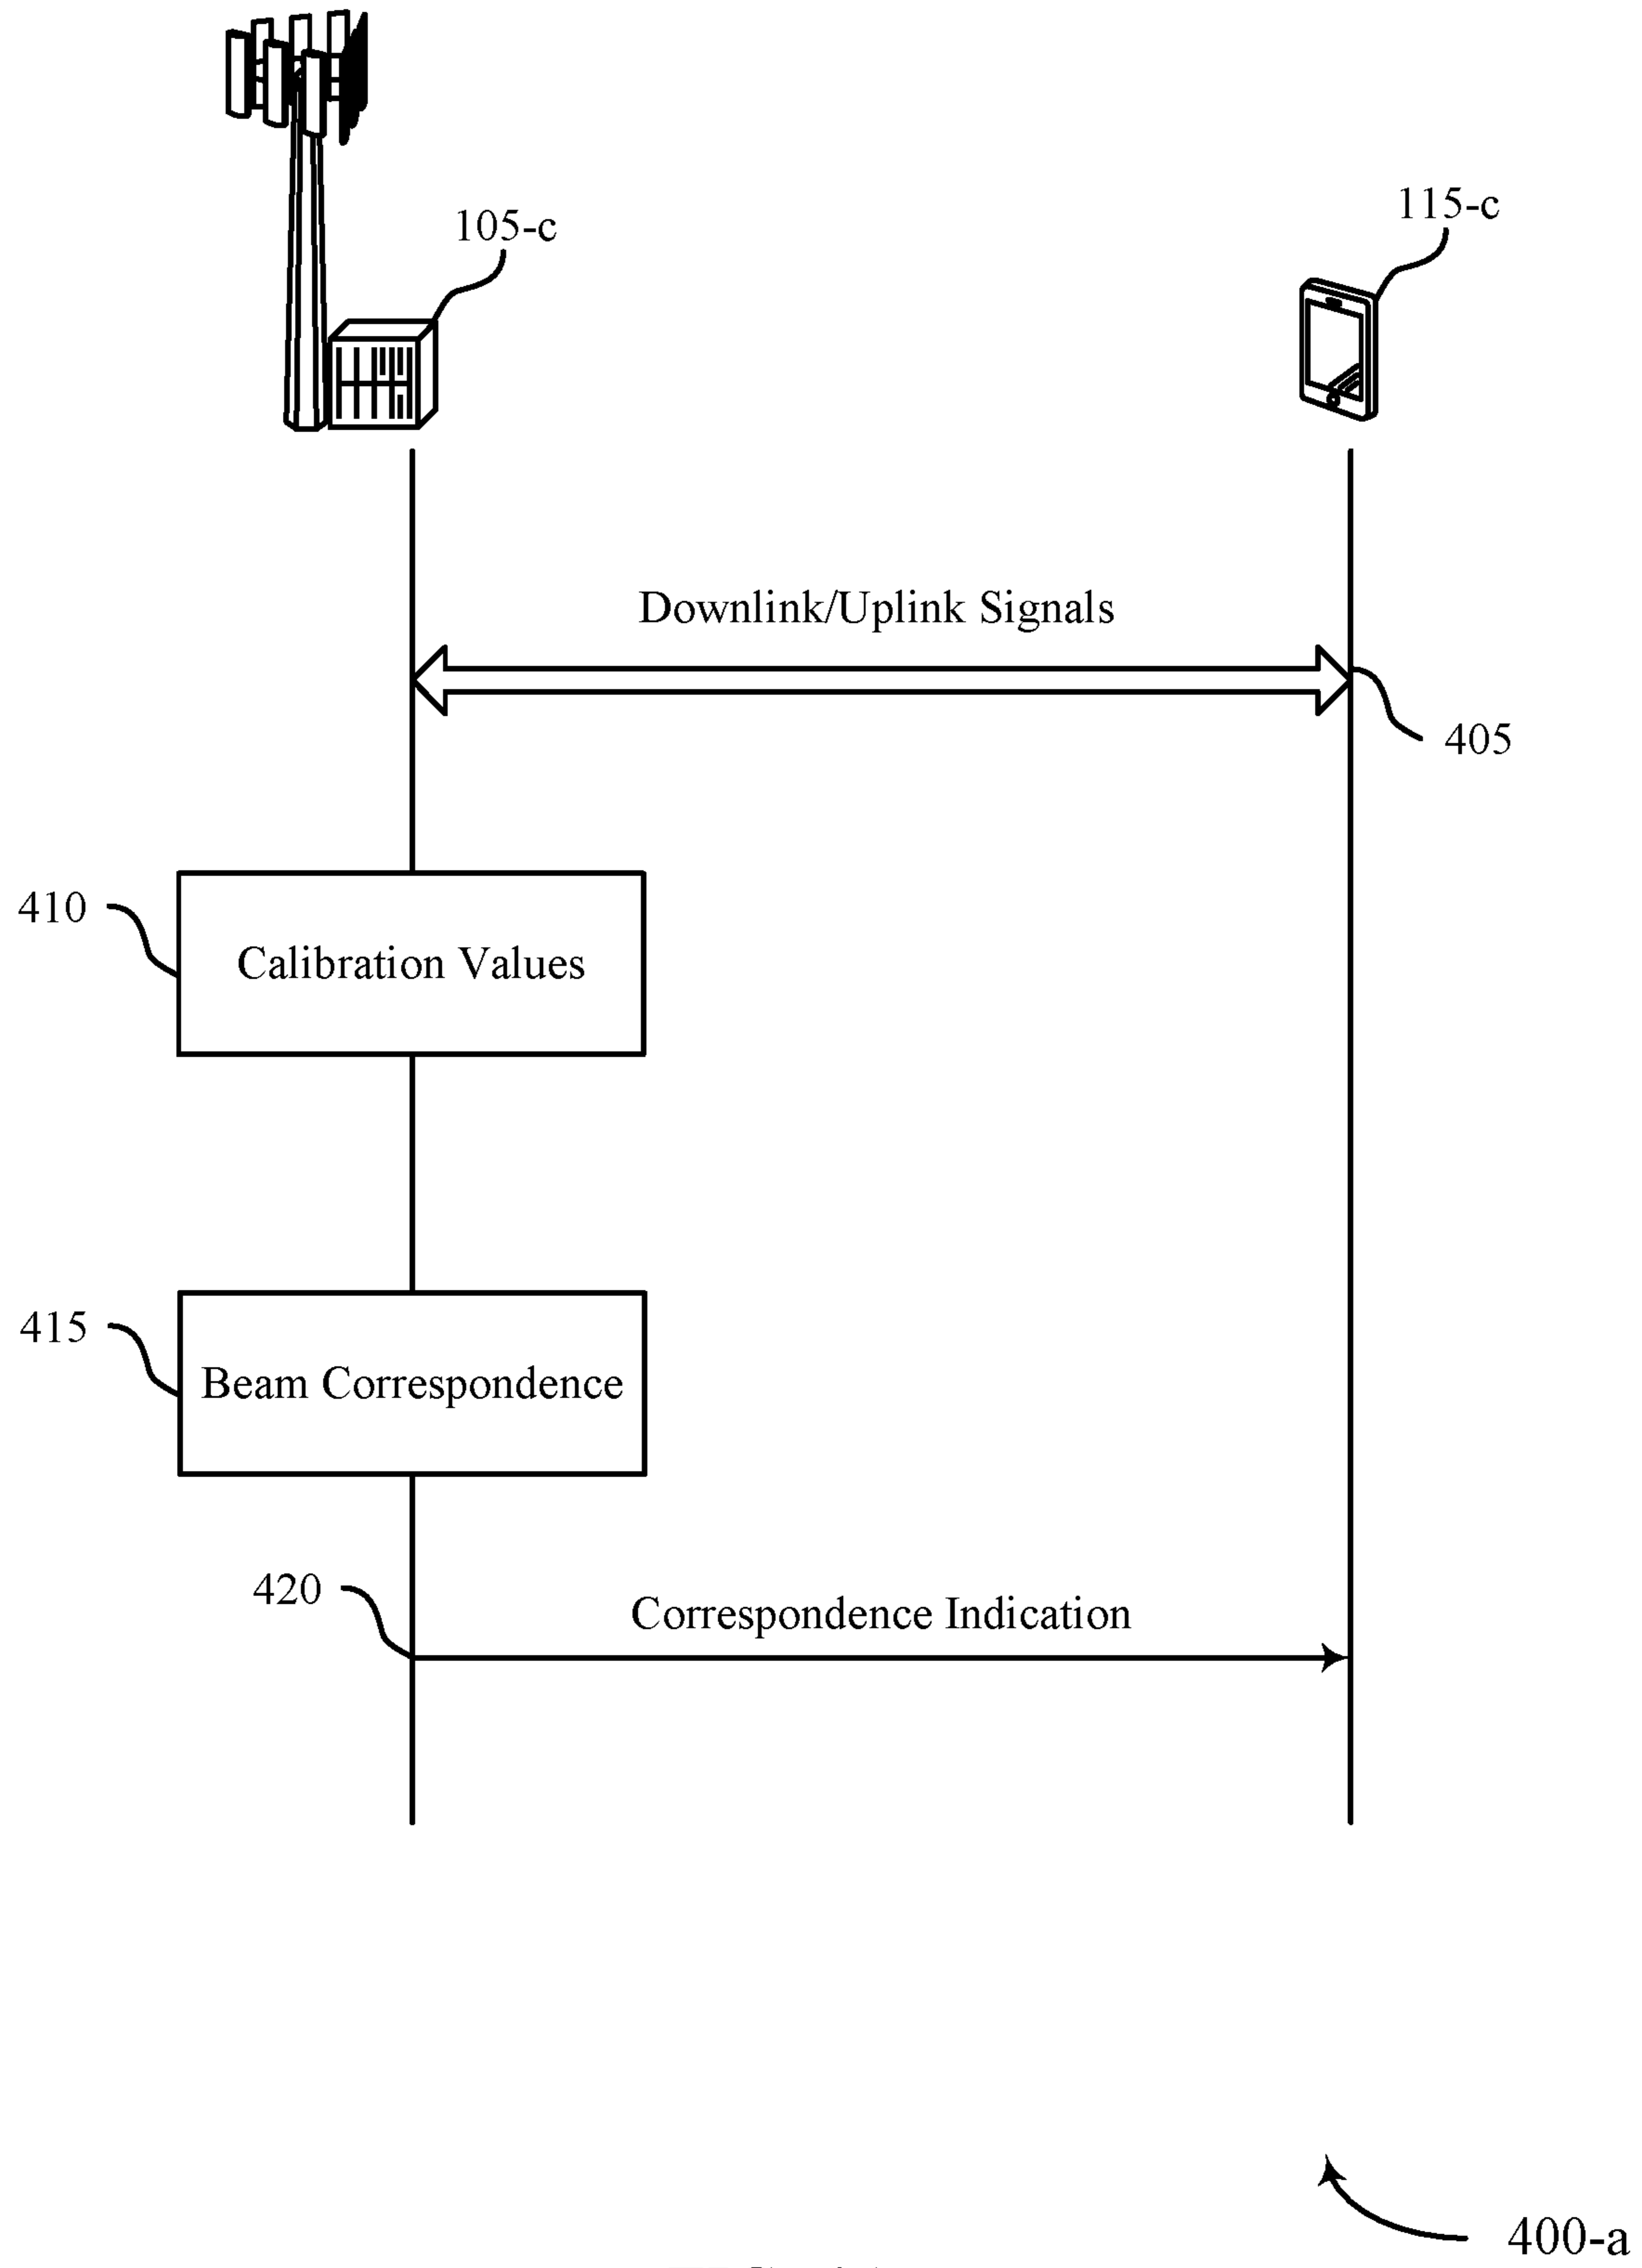 105-c
115-c
Downlink/Uplink Signals
405
410
Calibration Values
415
Beam Correspondence
420
Correspondence Indication
400-a